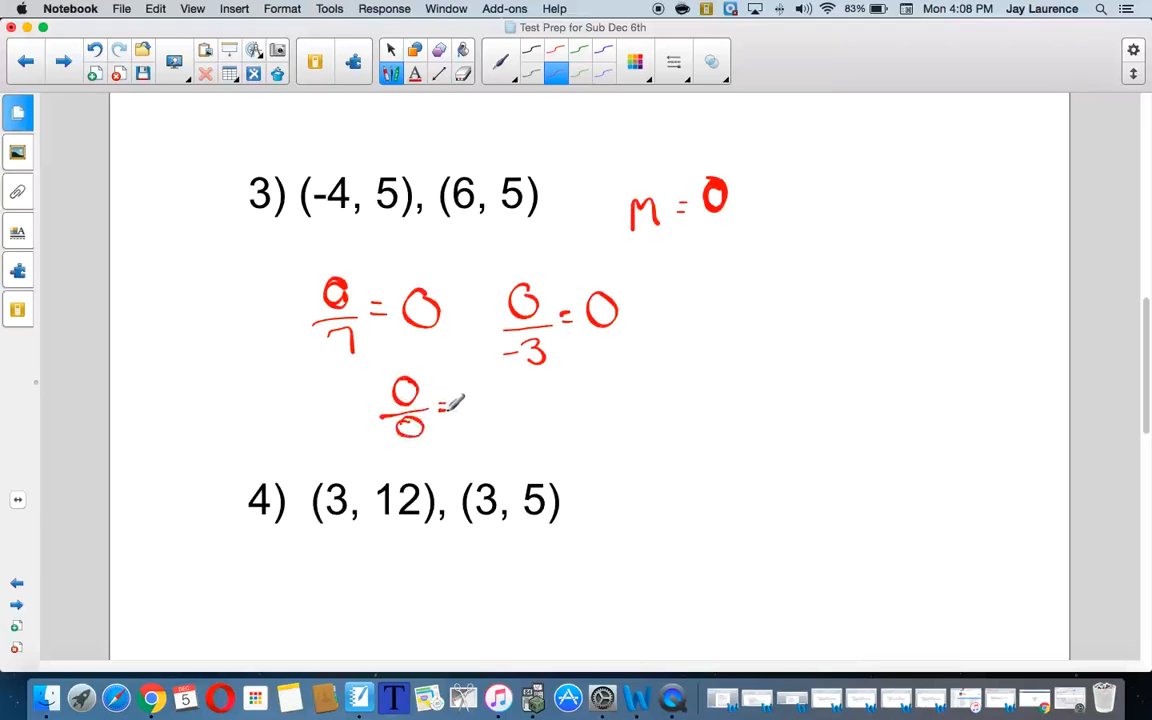 Notebook File Edit View Insert Format Tools Response Window Add-ons Help 83% Mon 4:08 PM Jay Laurence
Test Prep for Sub Dec 6th
3) (-4, 5), (6, 5) m = 0
0/7 = 0 0/-3 = 0
0/0 =
4) (3, 12), (3, 5)
DEC
5